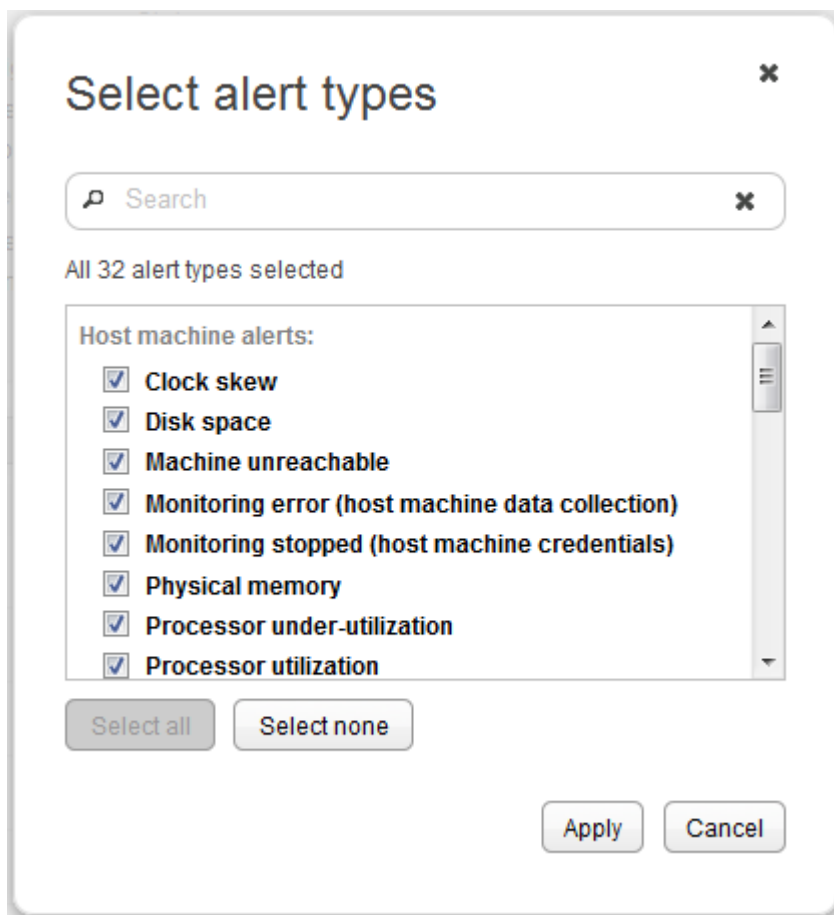 Select alert types
Search
All 32 alert types selected
Host machine alerts:
Clock skew
Disk space
Machine unreachable
Monitoring error (host machine data collection)
Monitoring stopped (host machine credentials)
Physical memory
Processor under-utilization
Processor utilization
Select all
Select none
Apply
Cancel